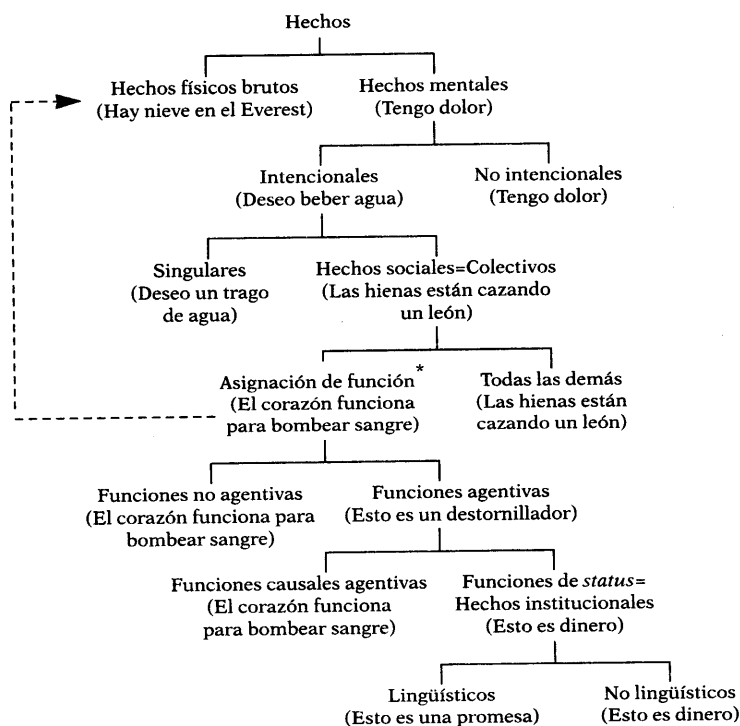 Hechos
Hechos físicos brutos
(Hay nieve en el Everest)
Hechos mentales
(Tengo dolor)
Intencionales
(Deseo beber agua)
No intencionales
(Tengo dolor)
Singulares
(Deseo un trago
de agua)
Hechos sociales=Colectivos
(Las hienas están cazando
un león)
Asignación de función*
(El corazón funciona
para bombear sangre)
Todas las demás
(Las hienas están
cazando un león)
Funciones no agentivas
(El corazón funciona para
bombear sangre)
Funciones agentivas
(Esto es un destornillador)
Funciones causales agentivas
(El corazón funciona
para bombear sangre)
Funciones de status=
Hechos institucionales
(Esto es dinero)
Lingüísticos
(Esto es una promesa)
No lingüísticos
(Esto es dinero)